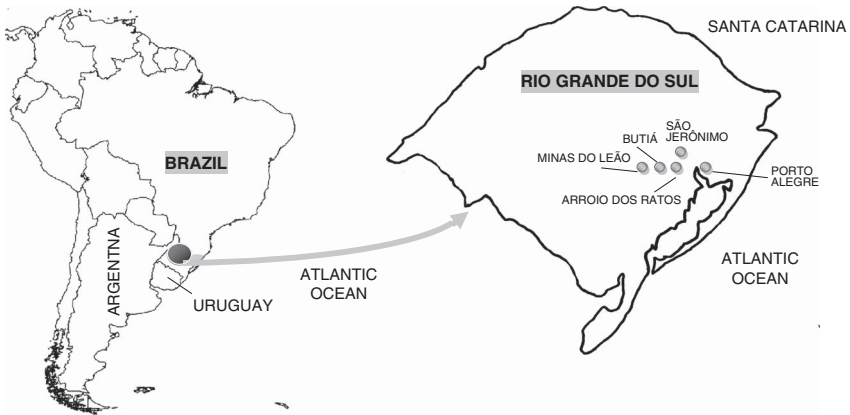 BRAZIL
ARGENTNA
URUGUAY
ATLANTIC
OCEAN
SANTA CATARINA
RIO GRANDE DO SUL
SÃO
JERÔNIMO
BUTIÁ
MINAS DO LEÃO
ARROIO DOS RATOS
PORTO
ALEGRE
ATLANTIC
OCEAN